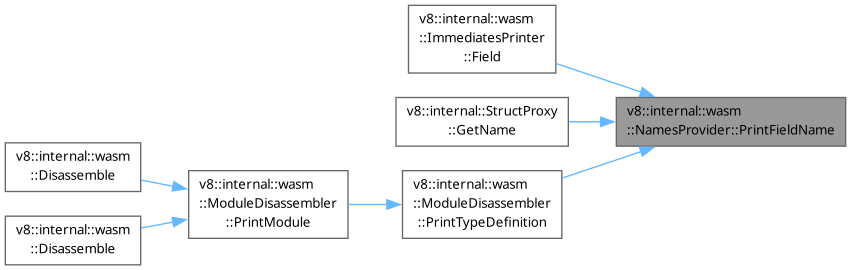 v8::internal::wasm
::ImmediatesPrinter
::Field
v8::internal::StructProxy
::GetName
v8::internal::wasm
::NamesProvider::PrintFieldName
v8::internal::wasm
::Disassemble
v8::internal::wasm
::ModuleDisassembler
::PrintModule
v8::internal::wasm
::ModuleDisassembler
::PrintTypeDefinition
v8::internal::wasm
::Disassemble